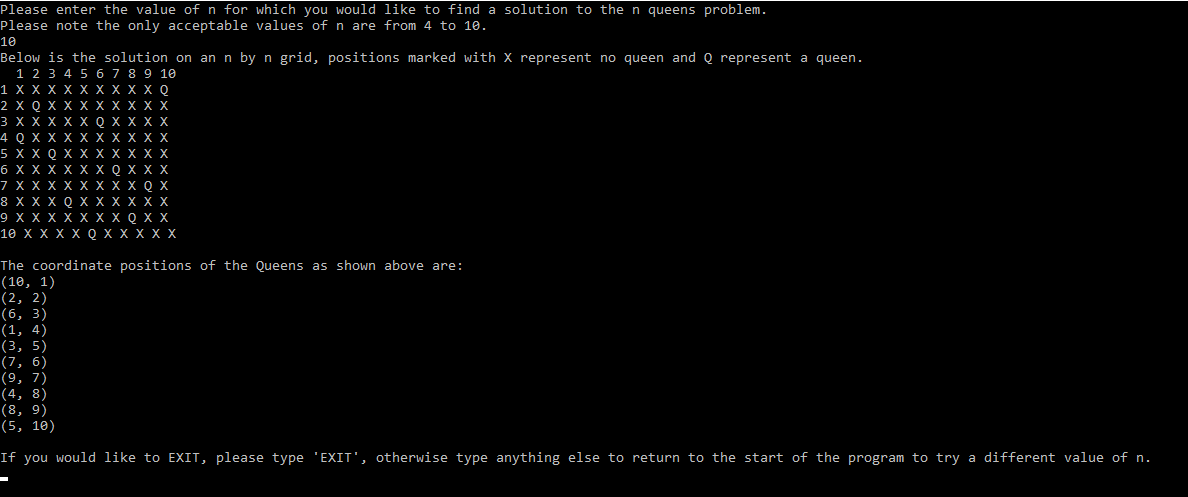 Please enter the value of n for which you would like to find a solution to the n queens problem.
Please note the only acceptable values of n are from 4 to 10.
10
Below is the solution on an n by n grid, positions marked with X represent no queen and Q represent a queen.
  1 2 3 4 5 6 7 8 9 10
1 X X X X X X X X X Q
2 X Q X X X X X X X X
3 X X X X X Q X X X X
4 Q X X X X X X X X X
5 X X Q X X X X X X X
6 X X X X X X Q X X X
7 X X X X X X X X Q X
8 X X X Q X X X X X X
9 X X X X X X X Q X X
10 X X X X Q X X X X X
The coordinate positions of the Queens as shown above are:
(10, 1)
(2, 2)
(6, 3)
(1, 4)
(3, 5)
(7, 6)
(9, 7)
(4, 8)
(8, 9)
(5, 10)
If you would like to EXIT, please type 'EXIT', otherwise type anything else to return to the start of the program to try a different value of n.